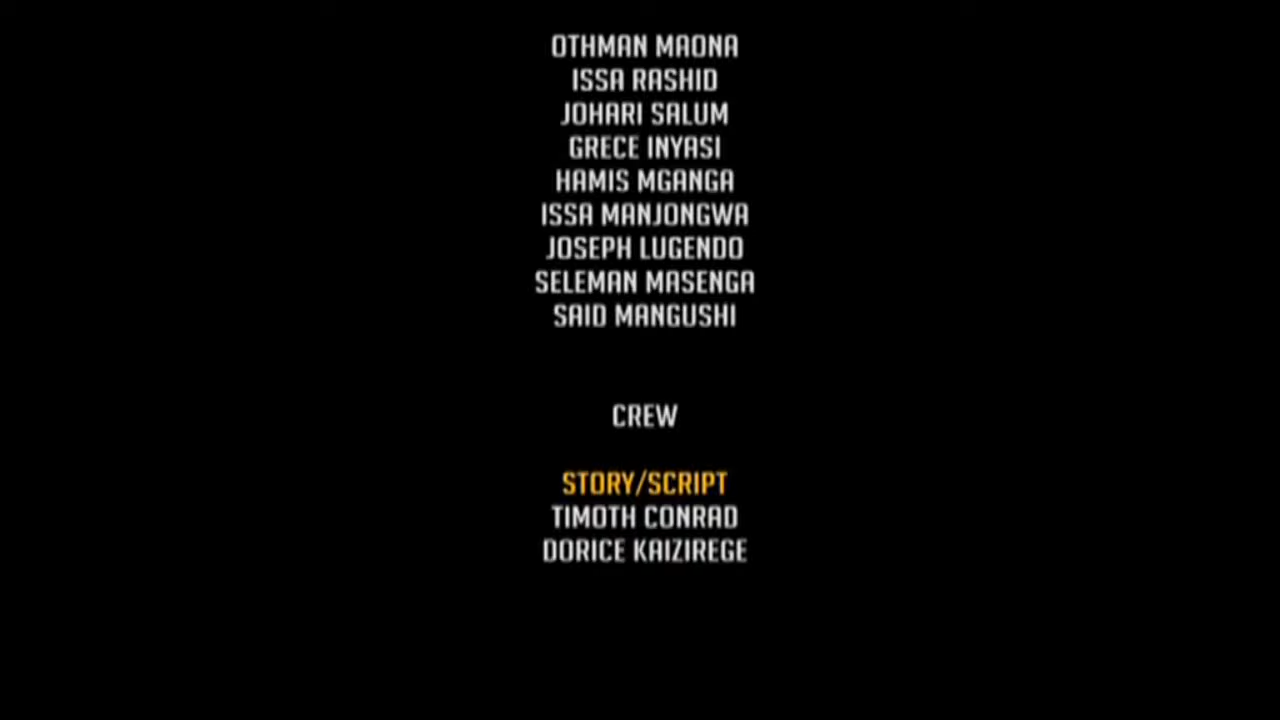 OTHMAN MAONA
ISSA RASHID
JOHARI SALUM
GRECE INYASI
HAMIS MGANGA
ISSA MANJONGWA
JOSEPH LUGENDO
SELEMAN MASENGA
SAID MANGUSHI
CREW
STORY/SCRIPT
TIMOTH CONRAD
DORICE KAIZIREGE